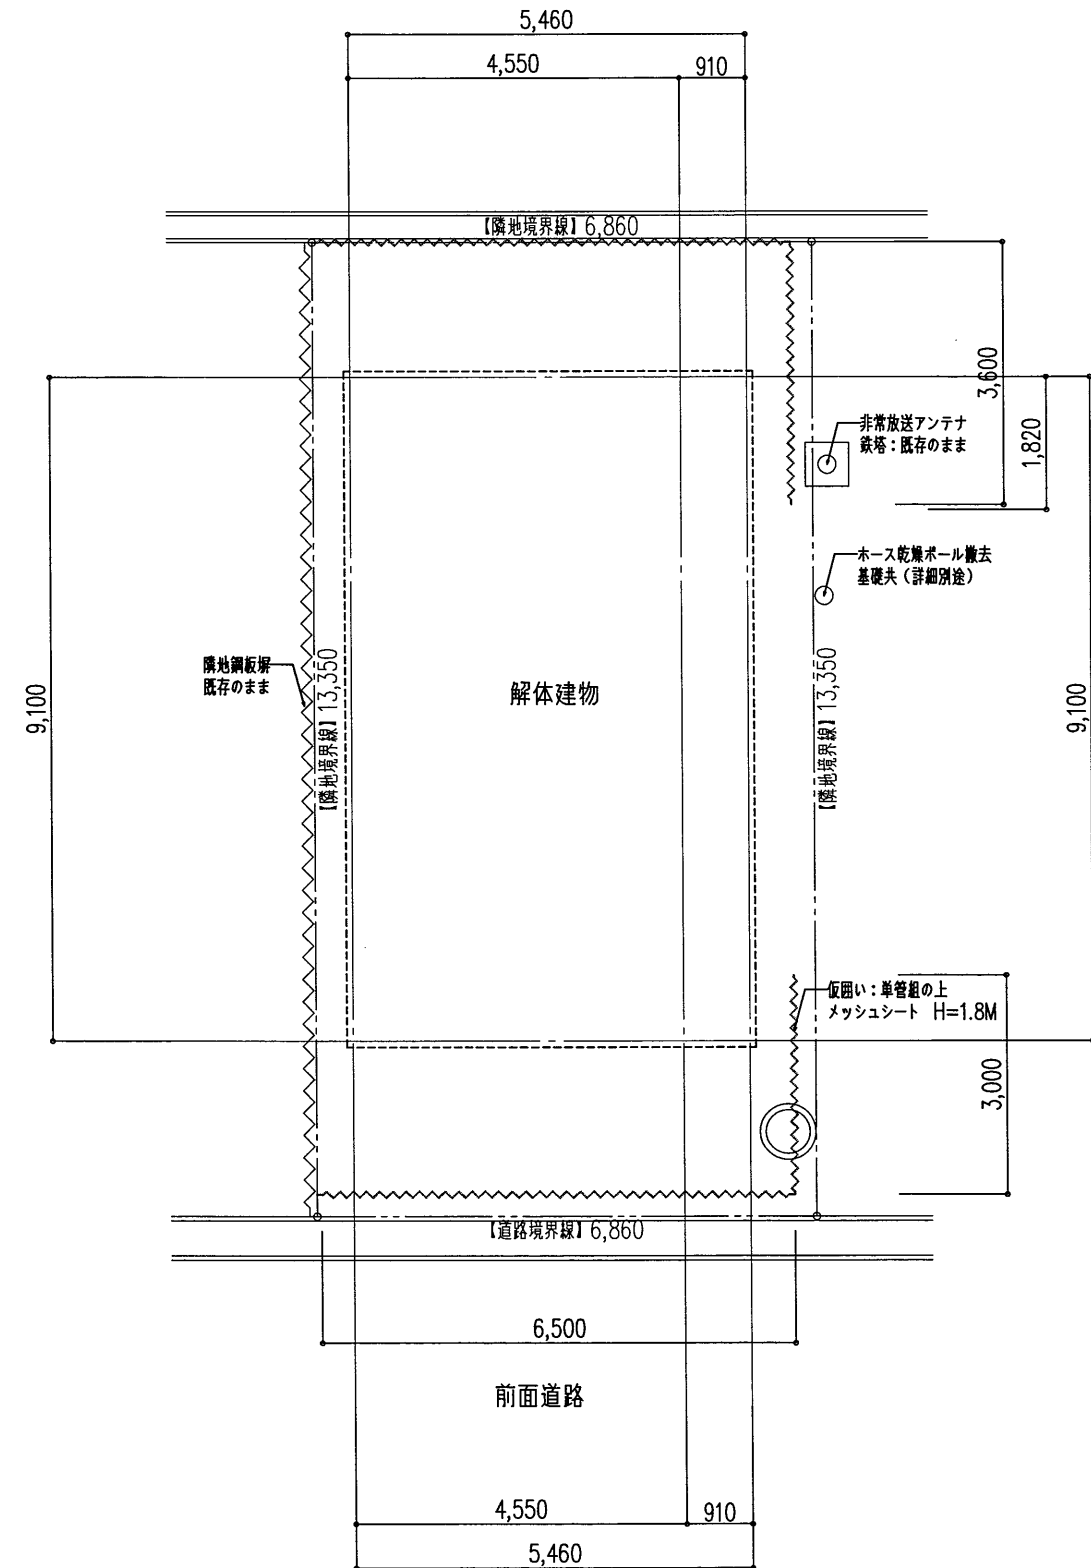 5,460
4,550
910
【隣地境界線】6,860
3,600
1,820
非常放送アンテナ
鉄塔：既存のまま
ホース乾燥ポール撤去
基礎共（詳細別途）
隣地鋼板塀
既存のまま
【隣地境界線】13,350
解体建物
【隣地境界線】13,350
9,100
9,100
仮囲い：単管組の上
メッシュシート H=1.8M
3,000
【道路境界線】6,860
6,500
前面道路
4,550
910
5,460